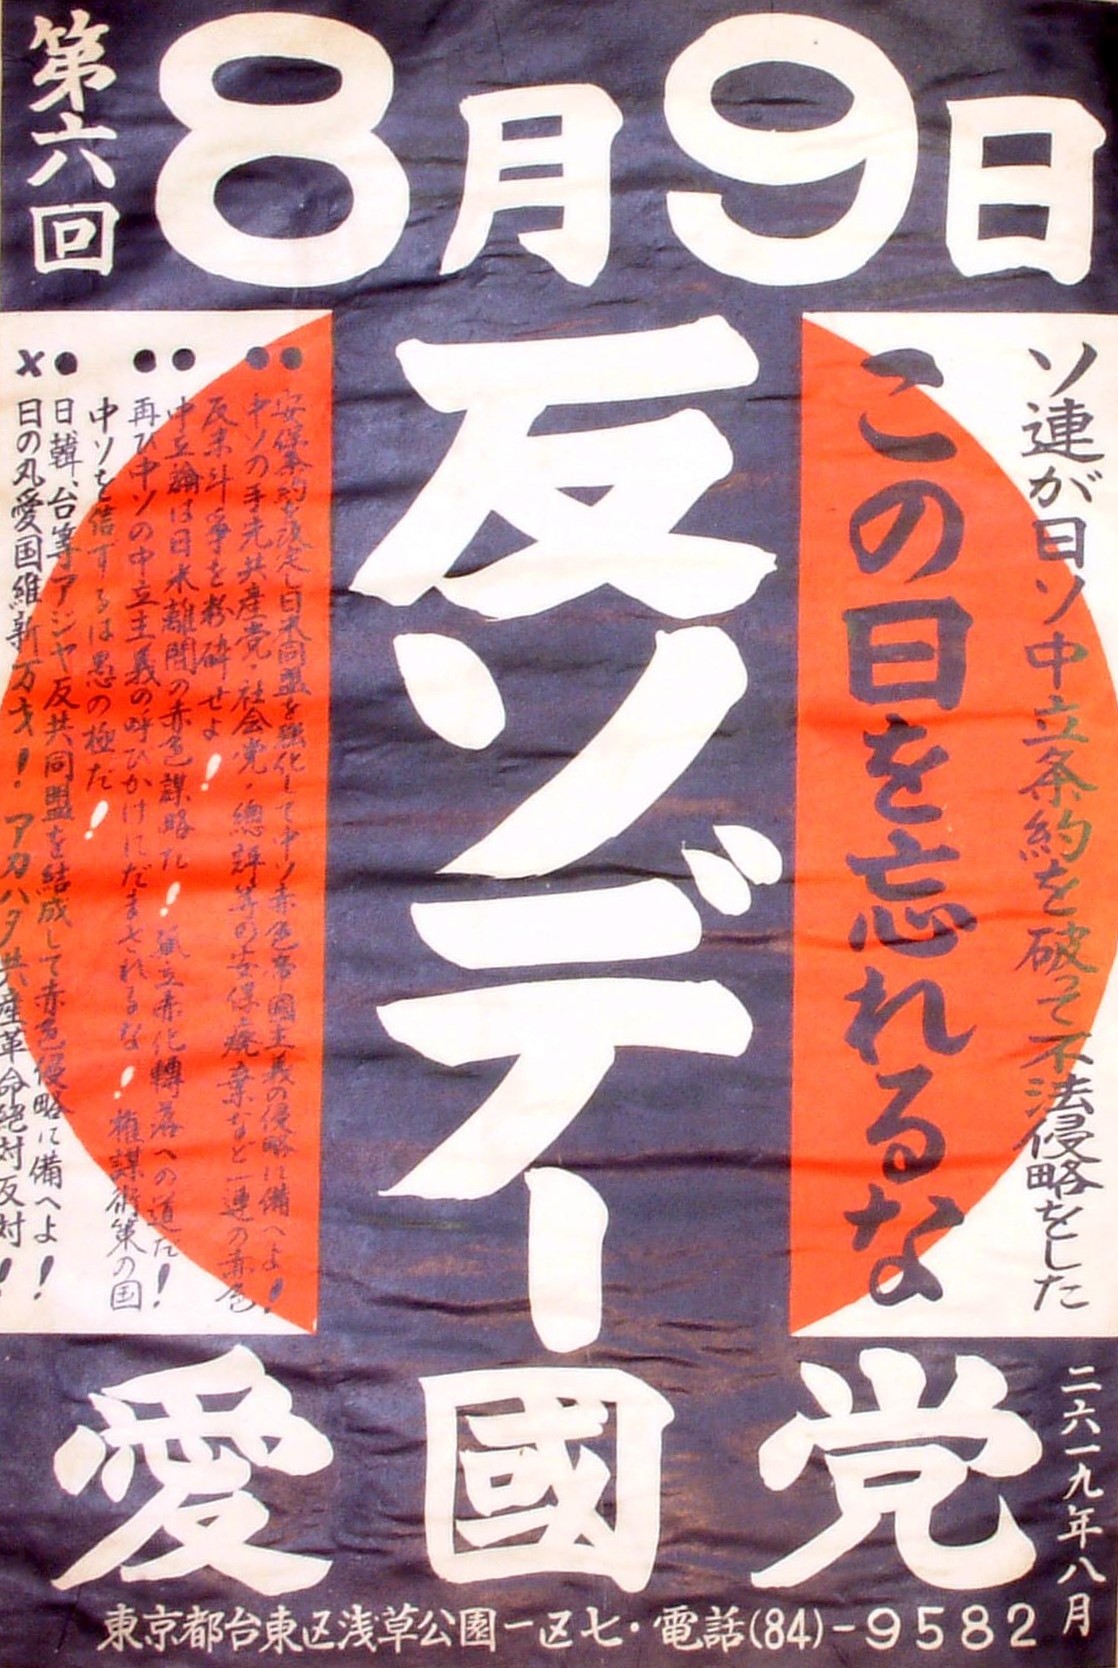 第六回
8月9日
ソ連が日ソ中立条約を破って不法侵略をした
この日を忘れるな
反ソデー
安保条約を改定し日米同盟を強化して中ソ赤色帝國主義の侵略に備へよ!
中ソの手先共産党・社会党・總評等の安保廃棄など一連の赤色
反米斗爭を粉砕せよ!
中立論は日米離間の赤色謀略だ!孤立赤化轉落への道だ!
再び中ソの中立主義の呼びかけにだまされるな!権謀術策の国
中ソを信ずるは愚の極だ!
日、韓、台等アジヤ反共同盟を結成して赤色侵略に備へよ!
日の丸愛国維新万才!アカハタ共産革命絶対反対!
愛國党
二六一九年八月
東京都台東区浅草公園一区七・電話(84)-9582